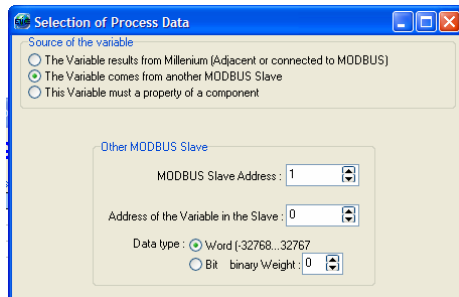 Selection of Process Data
Source of the variable
The Variable results from Millenium (Adjacent or connected to MODBUS)
The Variable comes from another MODBUS Slave
This Variable must a property of a component
Other MODBUS Slave
MODBUS Slave Address : 1
Address of the Variable in the Slave : 0
Data type : Word (-32768...32767
Bit binary Weight : 0